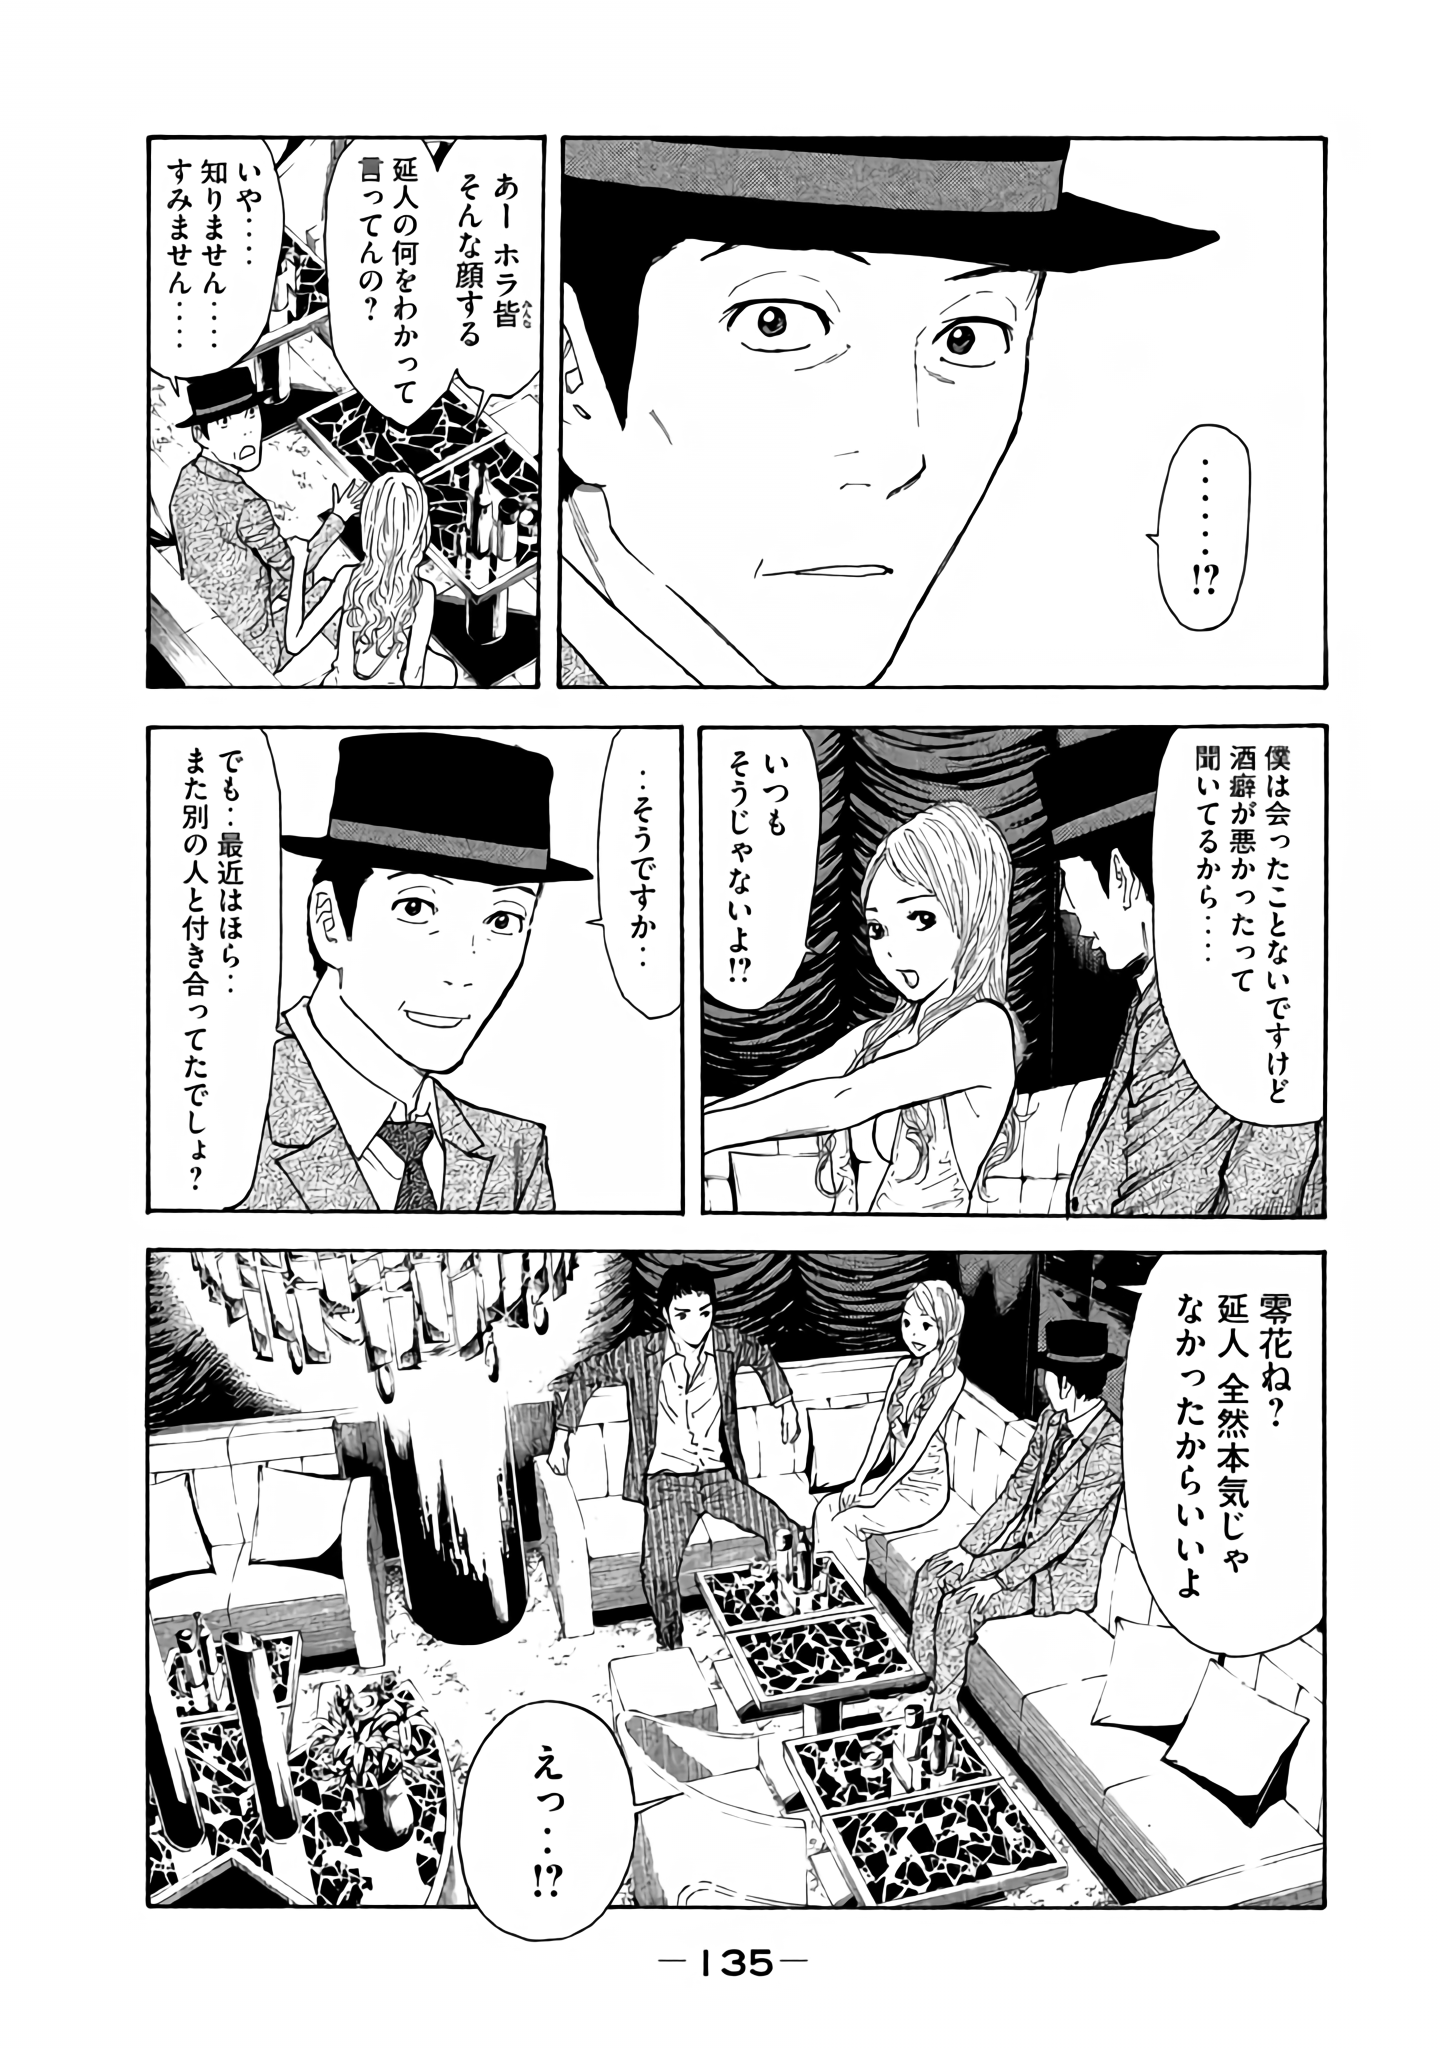 ‥‥‥!?
あー ホラ皆
みんな
そんな顔する
延人の何をわかって
言ってんの?
いや‥‥
知りません‥‥
すみません‥‥
僕は会ったことないですけど
酒癖が悪かったって
聞いてるから‥‥
いつも
そうじゃないよ!?
‥そうですか‥
でも‥最近はほら‥
また別の人と付き合ってたでしょ?
零花ね?
延人 全然本気じゃ
なかったからいいよ
えっ‥!?
—135—